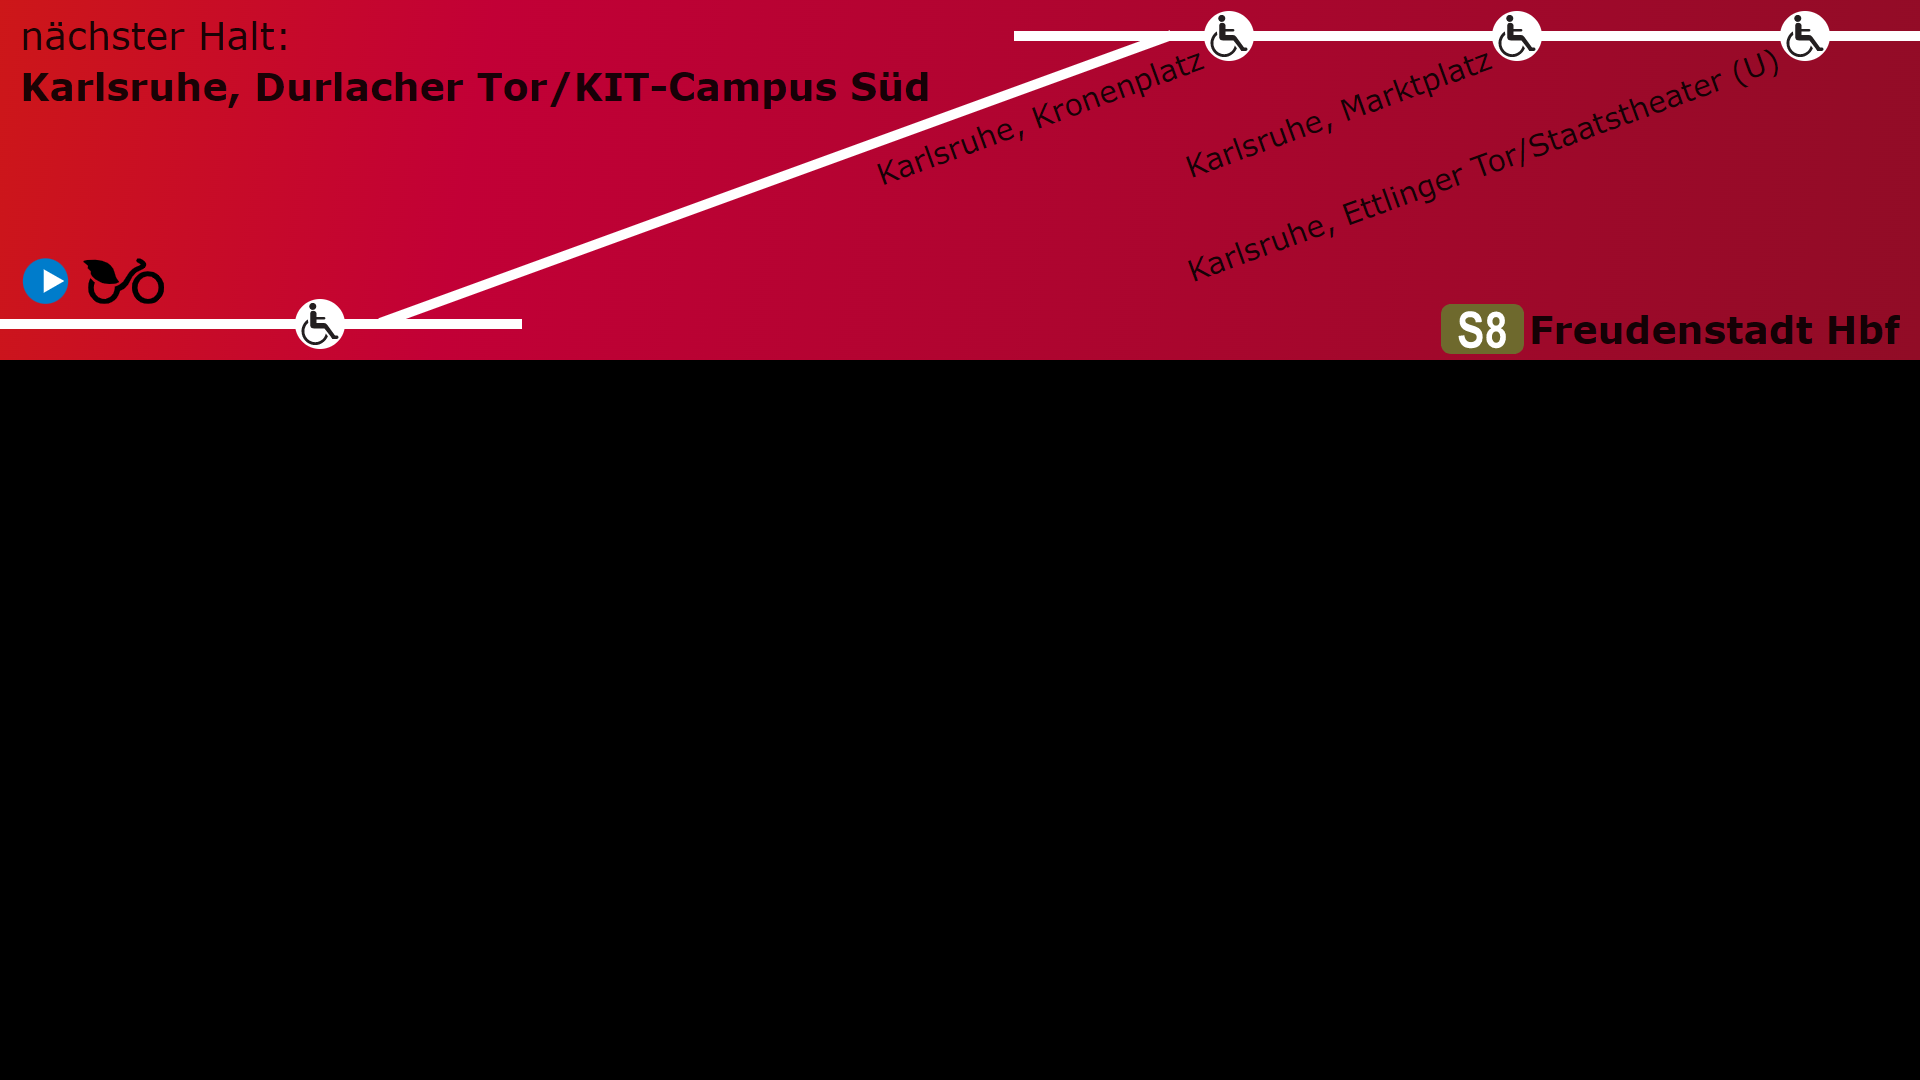 nächster Halt:
Karlsruhe, Durlacher Tor/KIT-Campus Süd
Karlsruhe, Kronenplatz
Karlsruhe, Marktplatz
Karlsruhe, Ettlinger Tor/Staatstheater (U)
S8 Freudenstadt Hbf